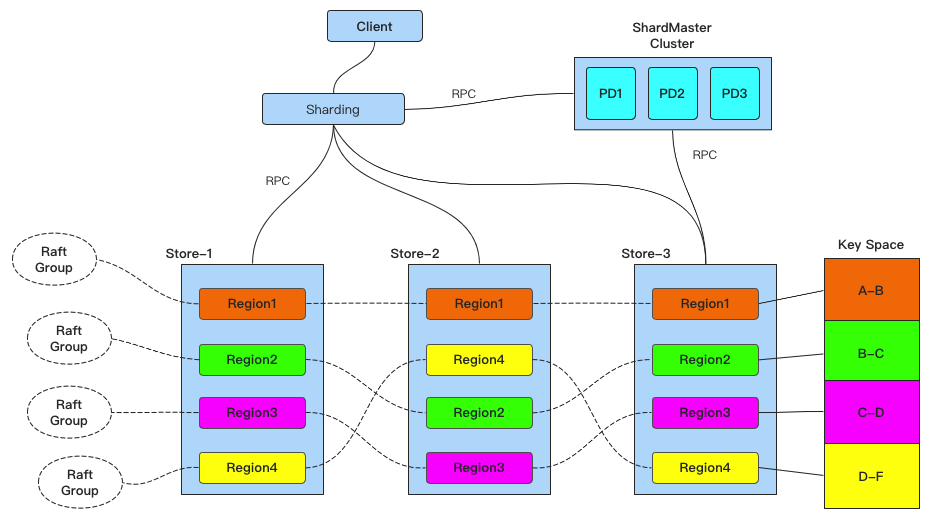 Client
ShardMaster
Cluster
Sharding
RPC
PD1
PD2
PD3
RPC
RPC
Raft
Group
Store-1
Store-2
Store-3
Key Space
Region1
Region1
Region1
A-B
Raft
Group
Region2
Region4
Region2
B-C
Raft
Group
Region3
Region2
Region3
C-D
Raft
Group
Region4
Region3
Region4
D-F